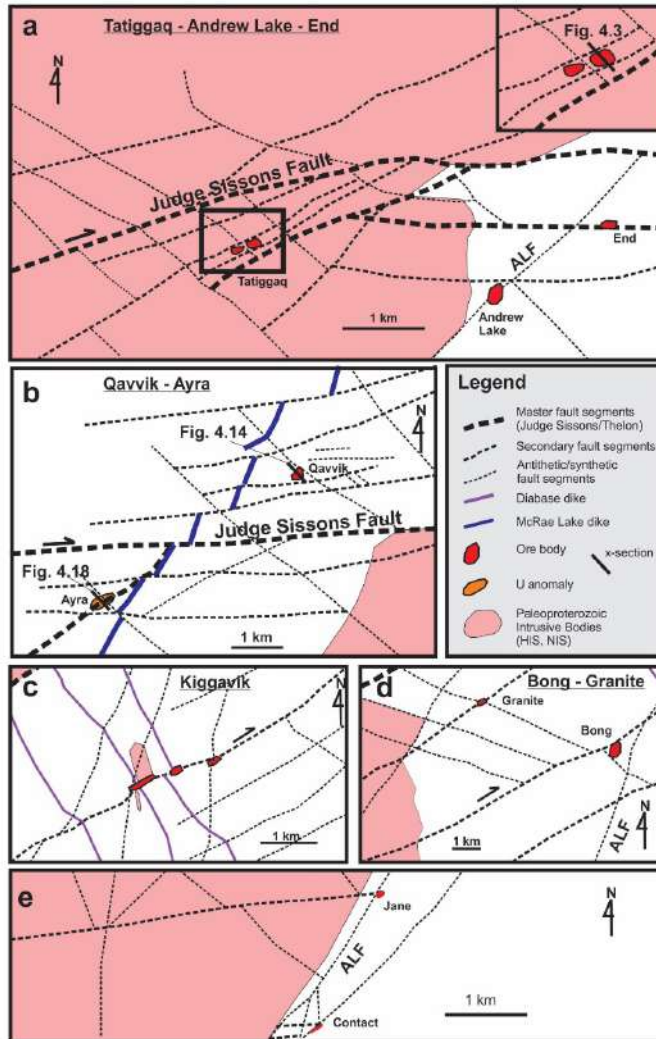 a
Tatiggaq - Andrew Lake - End
N
Fig. 4.3
Judge Sissons Fault
Tatiggaq
End
ALF
Andrew
Lake
1 km
b
Qavvik - Ayra
N
Fig. 4.14
Qavvik
Judge Sissons Fault
Fig. 4.18
Ayra
1 km
Legend
Master fault segments
(Judge Sissons/Thelon)
Secondary fault segments
Antithetic/synthetic
fault segments
Diabase dike
McRae Lake dike
Ore body
x-section
U anomaly
Paleoproterozoic
Intrusive Bodies
(HIS, NIS)
c
Kiggavik
N
1 km
d
Bong - Granite
Granite
Bong
N
ALF
1 km
e
N
Jane
ALF
Contact
1 km